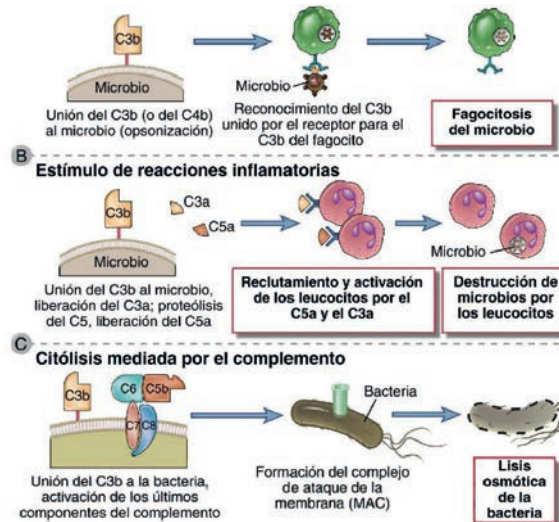 C3b
Microbio
Microbio
Unión del C3b (o del C4b)
al microbio (opsonización)
Reconocimiento del C3b
unido por el receptor para el
C3b del fagocito
Fagocitosis
del microbio
B
Estímulo de reacciones inflamatorias
C3b
C3a
C5a
Microbio
Microbio
Unión del C3b al microbio,
liberación del C3a; proteólisis
del C5, liberación del C5a
Reclutamiento y activación
de los leucocitos por el
C5a y el C3a
Destrucción de
microbios por
los leucocitos
C
Citólisis mediada por el complemento
C3b
C6
C5b
C7
C8
Bacteria
Unión del C3b a la bacteria,
activación de los últimos
componentes del complemento
Formación del complejo
de ataque de la
membrana (MAC)
Lisis
osmótica de
la bacteria